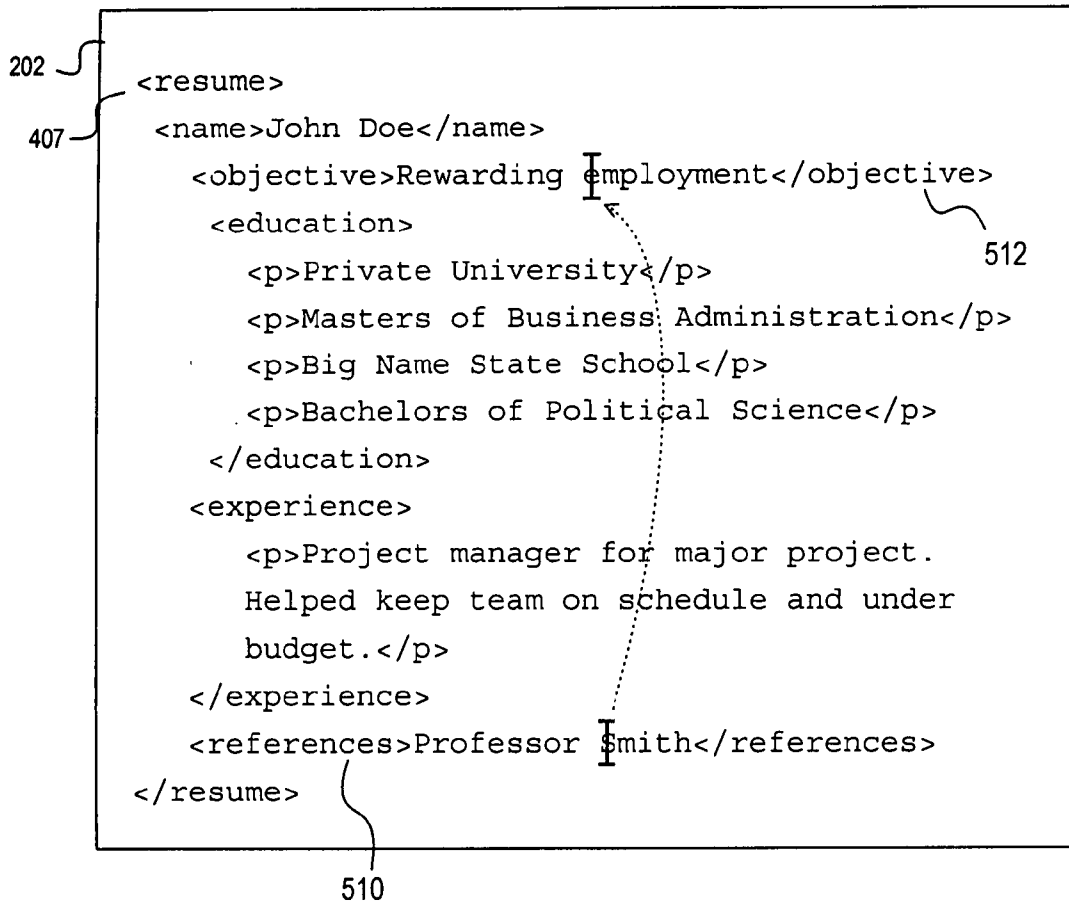 202
<resume>
407
<name>John Doe</name>
<objective>Rewarding employment</objective>
512
<education>
<p>Private University</p>
<p>Masters of Business Administration</p>
<p>Big Name State School</p>
<p>Bachelors of Political Science</p>
</education>
<experience>
<p>Project manager for major project.
Helped keep team on schedule and under
budget.</p>
</experience>
<references>Professor Smith</references>
</resume>
510